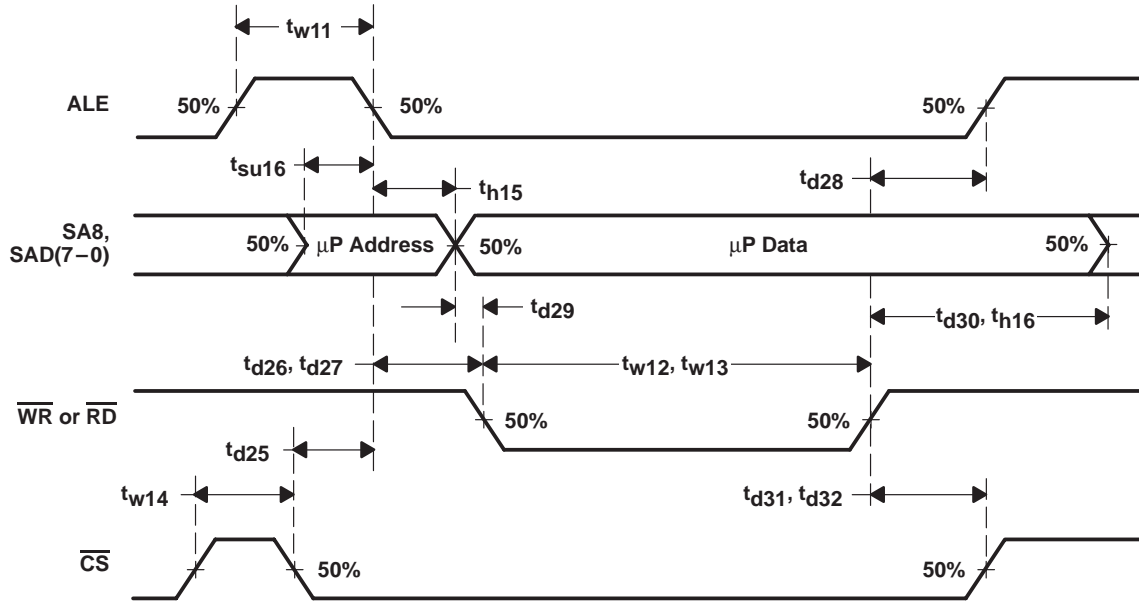 tw11
ALE
50%
50%
50%
tsu16
th15
td28
SA8,
SAD(7–0)
50%
μP Address
50%
μP Data
50%
td29
td30, th16
td26, td27
tw12, tw13
WR or RD
50%
50%
td25
tw14
td31, td32
CS
50%
50%